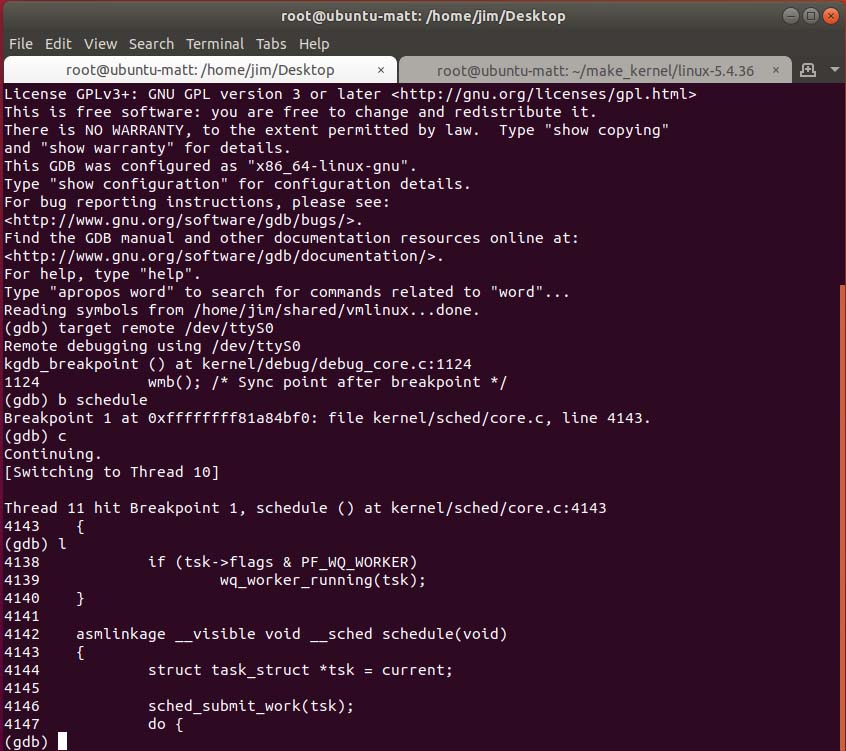 root@ubuntu-matt: /home/jim/Desktop
File Edit View Search Terminal Tabs Help
root@ubuntu-matt: /home/jim/Desktop × root@ubuntu-matt: ~/make_kernel/linux-5.4.36 ×
License GPLv3+: GNU GPL version 3 or later <http://gnu.org/licenses/gpl.html>
This is free software: you are free to change and redistribute it.
There is NO WARRANTY, to the extent permitted by law.  Type "show copying"
and "show warranty" for details.
This GDB was configured as "x86_64-linux-gnu".
Type "show configuration" for configuration details.
For bug reporting instructions, please see:
<http://www.gnu.org/software/gdb/bugs/>.
Find the GDB manual and other documentation resources online at:
<http://www.gnu.org/software/gdb/documentation/>.
For help, type "help".
Type "apropos word" to search for commands related to "word"...
Reading symbols from /home/jim/shared/vmlinux...done.
(gdb) target remote /dev/ttyS0
Remote debugging using /dev/ttyS0
kgdb_breakpoint () at kernel/debug/debug_core.c:1124
1124            wmb(); /* Sync point after breakpoint */
(gdb) b schedule
Breakpoint 1 at 0xffffffff81a84bf0: file kernel/sched/core.c, line 4143.
(gdb) c
Continuing.
[Switching to Thread 10]

Thread 11 hit Breakpoint 1, schedule () at kernel/sched/core.c:4143
4143    {
(gdb) l
4138            if (tsk->flags & PF_WQ_WORKER)
4139                    wq_worker_running(tsk);
4140    }
4141
4142    asmlinkage __visible void __sched schedule(void)
4143    {
4144            struct task_struct *tsk = current;
4145
4146            sched_submit_work(tsk);
4147            do {
(gdb)